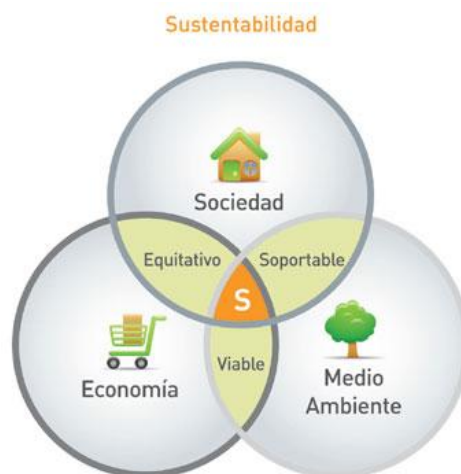 Sustentabilidad
Sociedad
Equitativo
Soportable
S
Economía
Viable
Medio
Ambiente